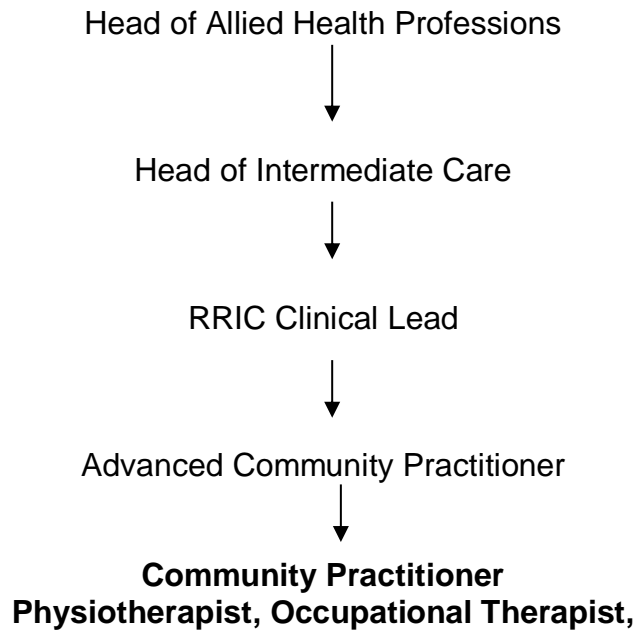 Head of Allied Health Professions
Head of Intermediate Care
RRIC Clinical Lead
Advanced Community Practitioner
Community Practitioner
Physiotherapist, Occupational Therapist,